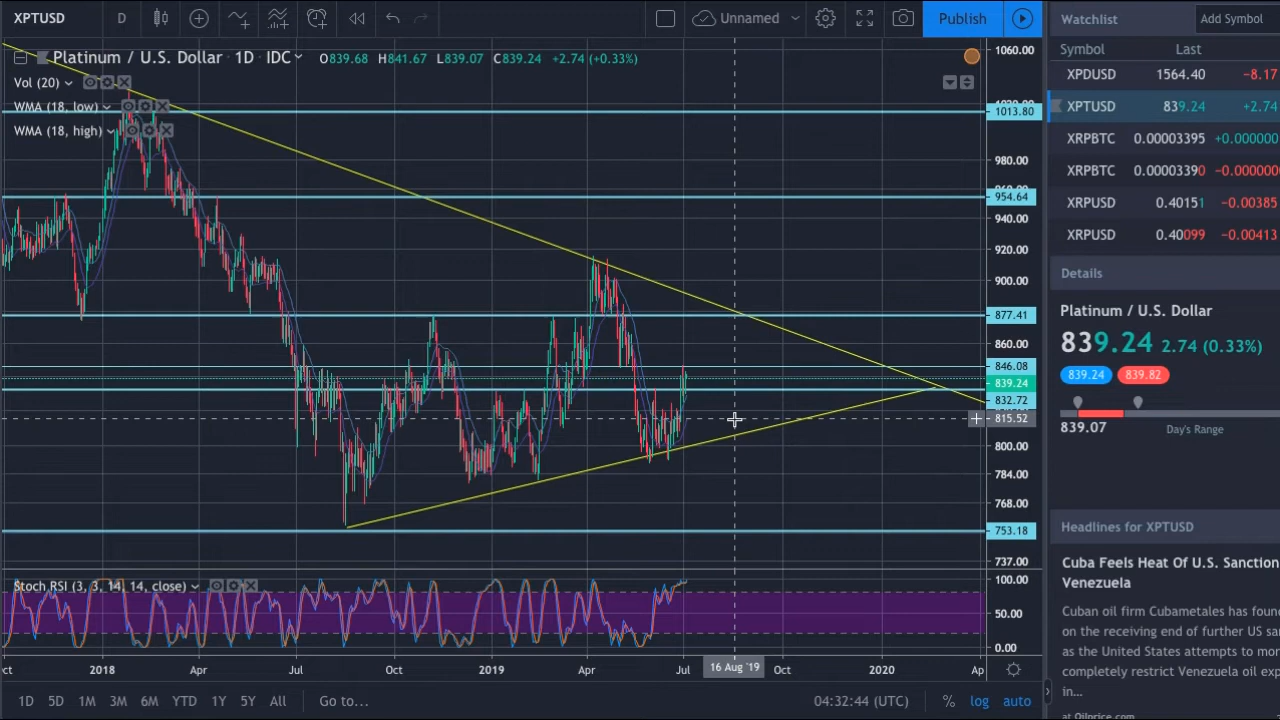 XPTUSD D Unnamed Publish
Platinum / U.S. Dollar 1D IDC O839.68 H841.67 L839.07 C839.24 +2.74 (+0.33%)
Vol (20)
WMA (18, low)
WMA (18, high)
1060.00
1013.80
980.00
954.64
940.00
920.00
900.00
877.41
860.00
846.08
839.24
832.72
815.52
800.00
784.00
768.00
753.18
737.00
Stoch RSI (3, 3, 14, 14, close)
100.00
50.00
0.00
2018 Apr Jul Oct 2019 Apr Jul 16 Aug '19 Oct 2020
1D 5D 1M 3M 6M YTD 1Y 5Y All Go to... 04:32:44 (UTC) % log auto
Watchlist Add Symbol
Symbol Last
XPDUSD 1564.40 -8.17
XPTUSD 839.24 +2.74
XRPBTC 0.00003395 +0.000000
XRPBTC 0.00003390 -0.0000000
XRPUSD 0.40151 -0.00385
XRPUSD 0.40099 -0.00413
Details
Platinum / U.S. Dollar
839.24 2.74 (0.33%)
839.24 839.82
839.07 Day's Range
Headlines for XPTUSD
Cuba Feels Heat Of U.S. Sanction
Venezuela
Cuban oil firm Cubametales has foun
on the receiving end of further US sa
as the United States attempts to mor
completely restrict Venezuela oil exp
in...
at Oilprice.com